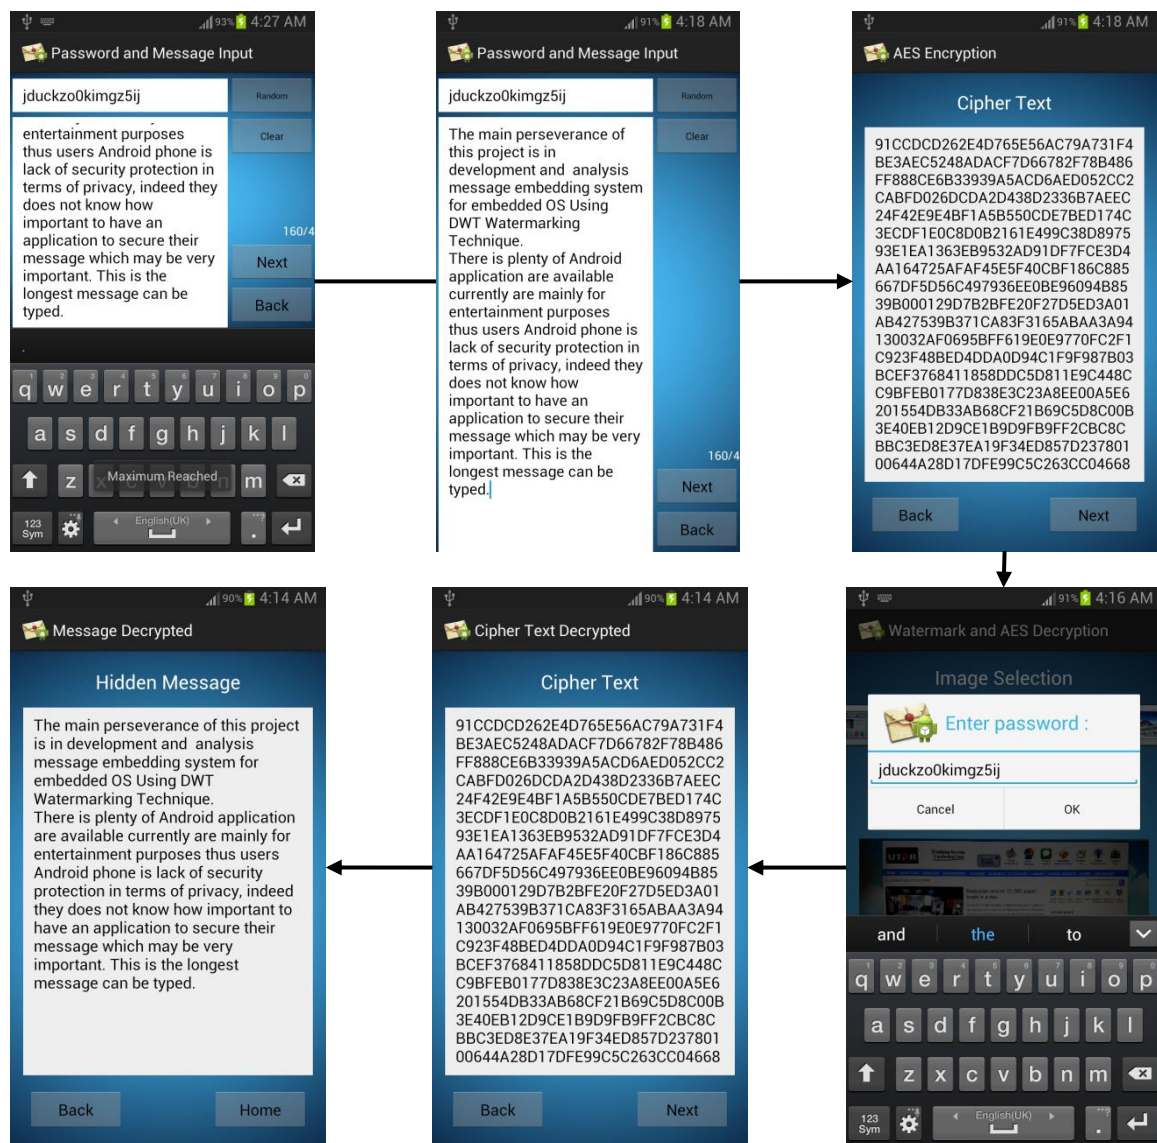 93% 4:27 AM
Password and Message Input
jduckzo0kimgz5ij
Random
entertainment purposes
Clear
thus users Android phone is
lack of security protection in
terms of privacy, indeed they
does not know how
important to have an
application to secure their
160/4
message which may be very
Next
important. This is the
longest message can be
Back
typed.
.
q w e r t y u i o p
a s d f g h j k l
z m
Maximum Reached
123
Sym
English(UK)
.
91% 4:18 AM
Password and Message Input
jduckzo0kimgz5ij
Random
The main perseverance of
Clear
this project is in
development and analysis
message embedding system
for embedded OS Using
DWT Watermarking
Technique.
There is plenty of Android
application are available
currently are mainly for
entertainment purposes
thus users Android phone is
lack of security protection in
terms of privacy, indeed they
does not know how
important to have an
application to secure their
message which may be very
important. This is the
160/4
longest message can be
typed.
Next
Back
91% 4:18 AM
AES Encryption
Cipher Text
91CCDCD262E4D765E56AC79A731F4
BE3AEC5248ADACF7D66782F78B486
FF888CE6B33939A5ACD6AED052CC2
CABFD026DCDA2D438D2336B7AEEC
24F42E9E4BF1A5B550CDE7BED174C
3ECDF1E0C8D0B2161E499C38D8975
93E1EA1363EB9532AD91DF7FCE3D4
AA164725AFAF45E5F40CBF186C885
667DF5D56C497936EE0BE96094B85
39B000129D7B2BFE20F27D5ED3A01
AB427539B371CA83F3165ABAA3A94
130032AF0695BFF619E0E9770FC2F1
C923F48BED4DDA0D94C1F9F987B03
BCEF3768411858DDC5D811E9C448C
C9BFEB0177D838E3C23A8EE00A5E6
201554DB33AB68CF21B69C5D8C00B
3E40EB12D9CE1B9D9FB9FF2CBC8C
BBC3ED8E37EA19F34ED857D237801
00644A28D17DFE99C5C263CC04668
Back Next
91% 4:16 AM
Watermark and AES Decryption
Image Selection
Enter password :
jduckzo0kimgz5ij
Cancel OK
UTAR
and the to
q w e r t y u i o p
a s d f g h j k l
z x c v b n m
123
Sym
English(UK)
.
90% 4:14 AM
Cipher Text Decrypted
Cipher Text
91CCDCD262E4D765E56AC79A731F4
BE3AEC5248ADACF7D66782F78B486
FF888CE6B33939A5ACD6AED052CC2
CABFD026DCDA2D438D2336B7AEEC
24F42E9E4BF1A5B550CDE7BED174C
3ECDF1E0C8D0B2161E499C38D8975
93E1EA1363EB9532AD91DF7FCE3D4
AA164725AFAF45E5F40CBF186C885
667DF5D56C497936EE0BE96094B85
39B000129D7B2BFE20F27D5ED3A01
AB427539B371CA83F3165ABAA3A94
130032AF0695BFF619E0E9770FC2F1
C923F48BED4DDA0D94C1F9F987B03
BCEF3768411858DDC5D811E9C448C
C9BFEB0177D838E3C23A8EE00A5E6
201554DB33AB68CF21B69C5D8C00B
3E40EB12D9CE1B9D9FB9FF2CBC8C
BBC3ED8E37EA19F34ED857D237801
00644A28D17DFE99C5C263CC04668
Back Next
90% 4:14 AM
Message Decrypted
Hidden Message
The main perseverance of this project
is in development and analysis
message embedding system for
embedded OS Using DWT
Watermarking Technique.
There is plenty of Android application
are available currently are mainly for
entertainment purposes thus users
Android phone is lack of security
protection in terms of privacy, indeed
they does not know how important to
have an application to secure their
message which may be very
important. This is the longest
message can be typed.
Back Home